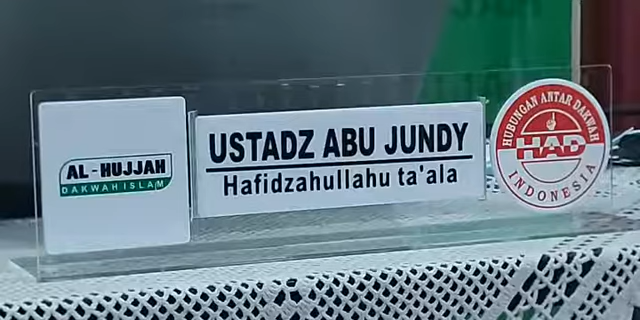 AL - HUJJAH
DAKWAH ISLAM
USTADZ ABU JUNDY
Hafidzahullahu ta'ala
HUBUNGAN ANTAR DAKWAH
HAD
INDONESIA